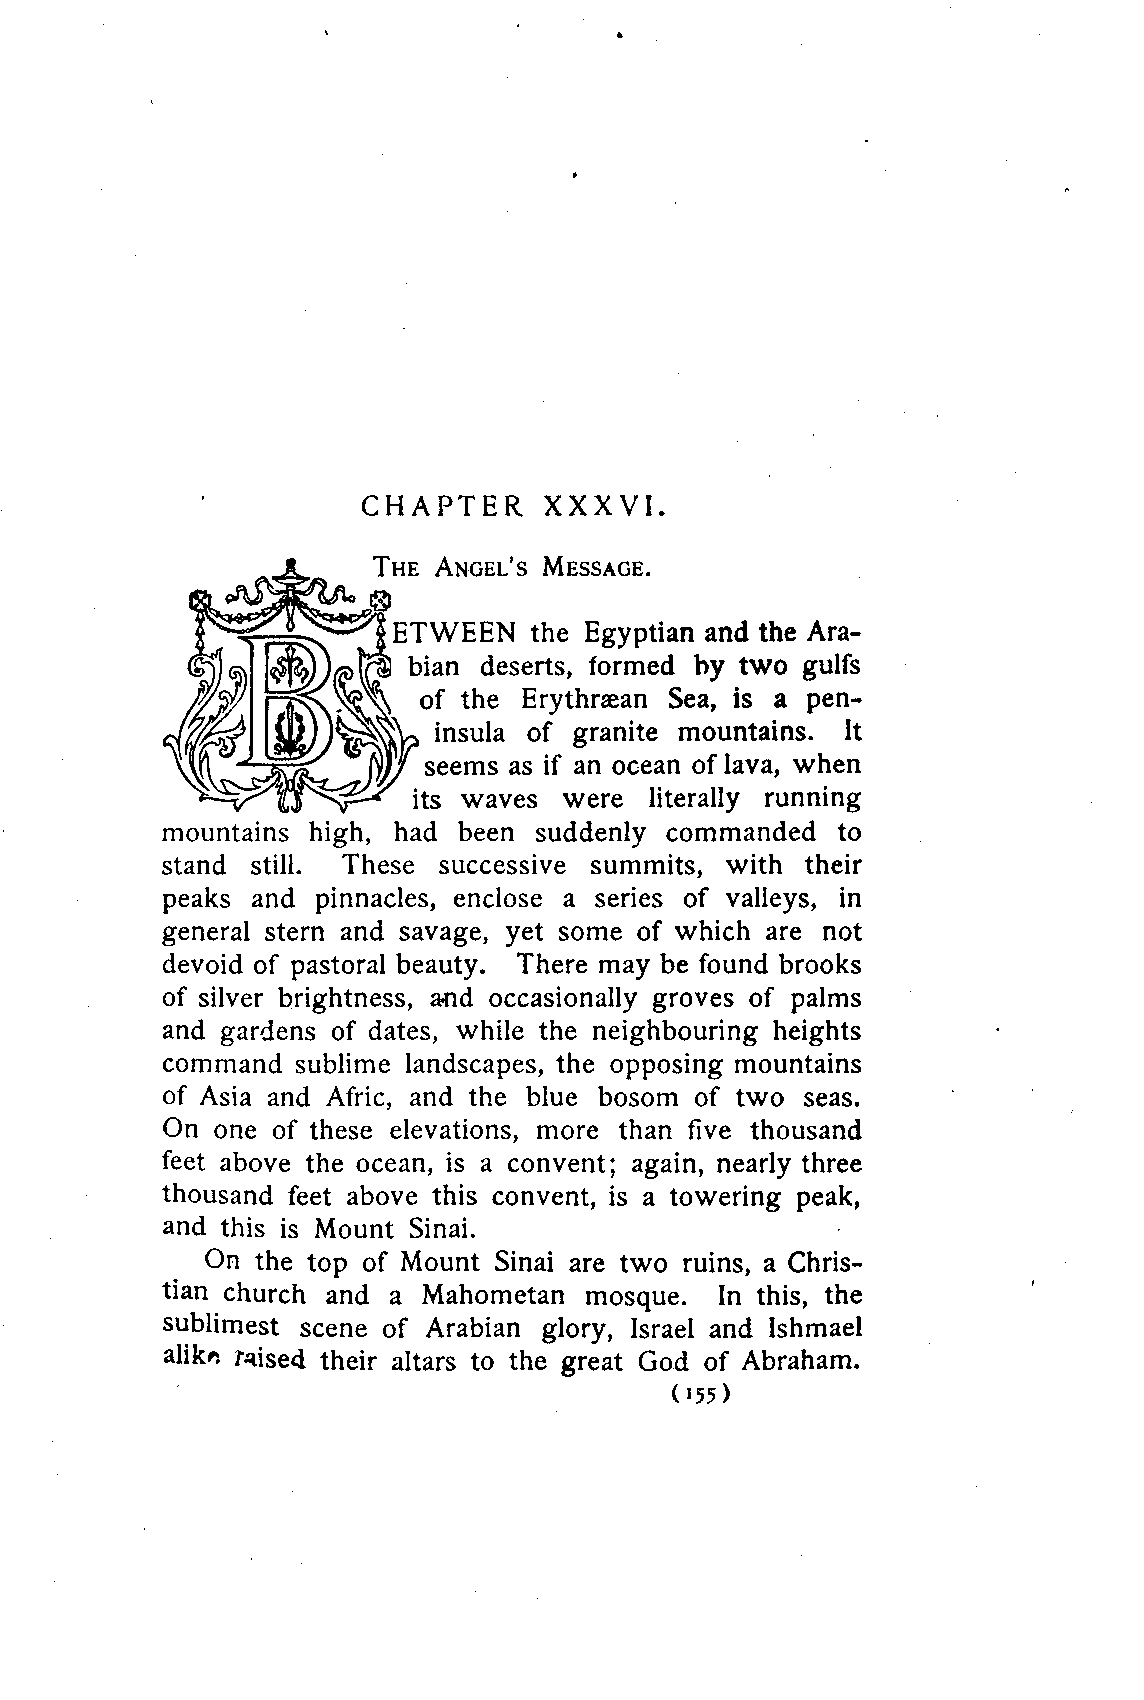 CHAPTER XXXVI.
THE ANGEL'S MESSAGE.
BETWEEN the Egyptian and the Ara-
bian deserts, formed by two gulfs
of the Erythræan Sea, is a pen-
insula of granite mountains. It
seems as if an ocean of lava, when
its waves were literally running
mountains high, had been suddenly commanded to
stand still. These successive summits, with their
peaks and pinnacles, enclose a series of valleys, in
general stern and savage, yet some of which are not
devoid of pastoral beauty. There may be found brooks
of silver brightness, and occasionally groves of palms
and gardens of dates, while the neighbouring heights
command sublime landscapes, the opposing mountains
of Asia and Afric, and the blue bosom of two seas.
On one of these elevations, more than five thousand
feet above the ocean, is a convent; again, nearly three
thousand feet above this convent, is a towering peak,
and this is Mount Sinai.
On the top of Mount Sinai are two ruins, a Chris-
tian church and a Mahometan mosque. In this, the
sublimest scene of Arabian glory, Israel and Ishmael
alike raised their altars to the great God of Abraham.
(155)